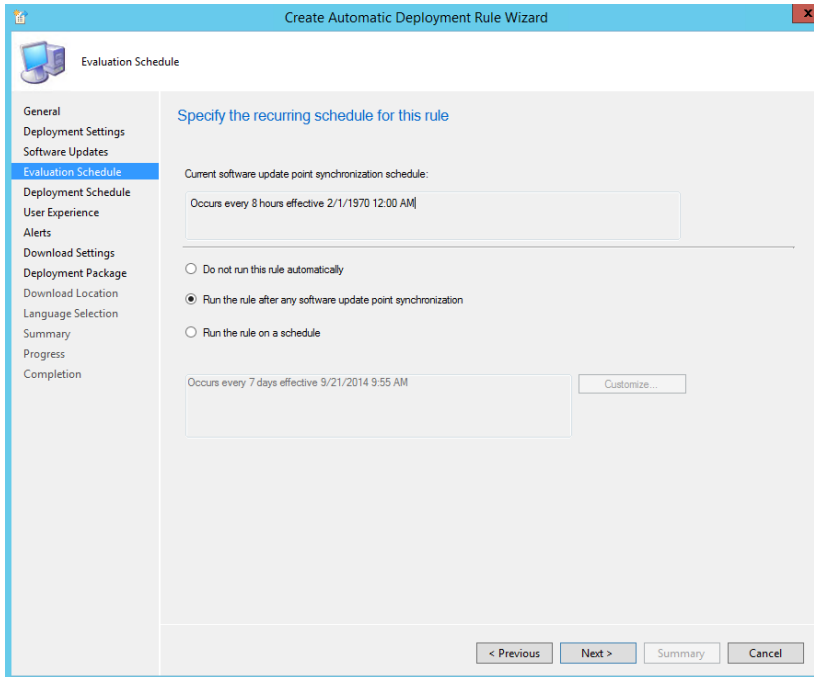 Create Automatic Deployment Rule Wizard
x
Evaluation Schedule
General
Deployment Settings
Software Updates
Evaluation Schedule
Deployment Schedule
User Experience
Alerts
Download Settings
Deployment Package
Download Location
Language Selection
Summary
Progress
Completion
Specify the recurring schedule for this rule
Current software update point synchronization schedule:
Occurs every 8 hours effective 2/1/1970 12:00 AM
Do not run this rule automatically
Run the rule after any software update point synchronization
Run the rule on a schedule
Occurs every 7 days effective 9/21/2014 9:55 AM
Customize...
< Previous
Next >
Summary
Cancel